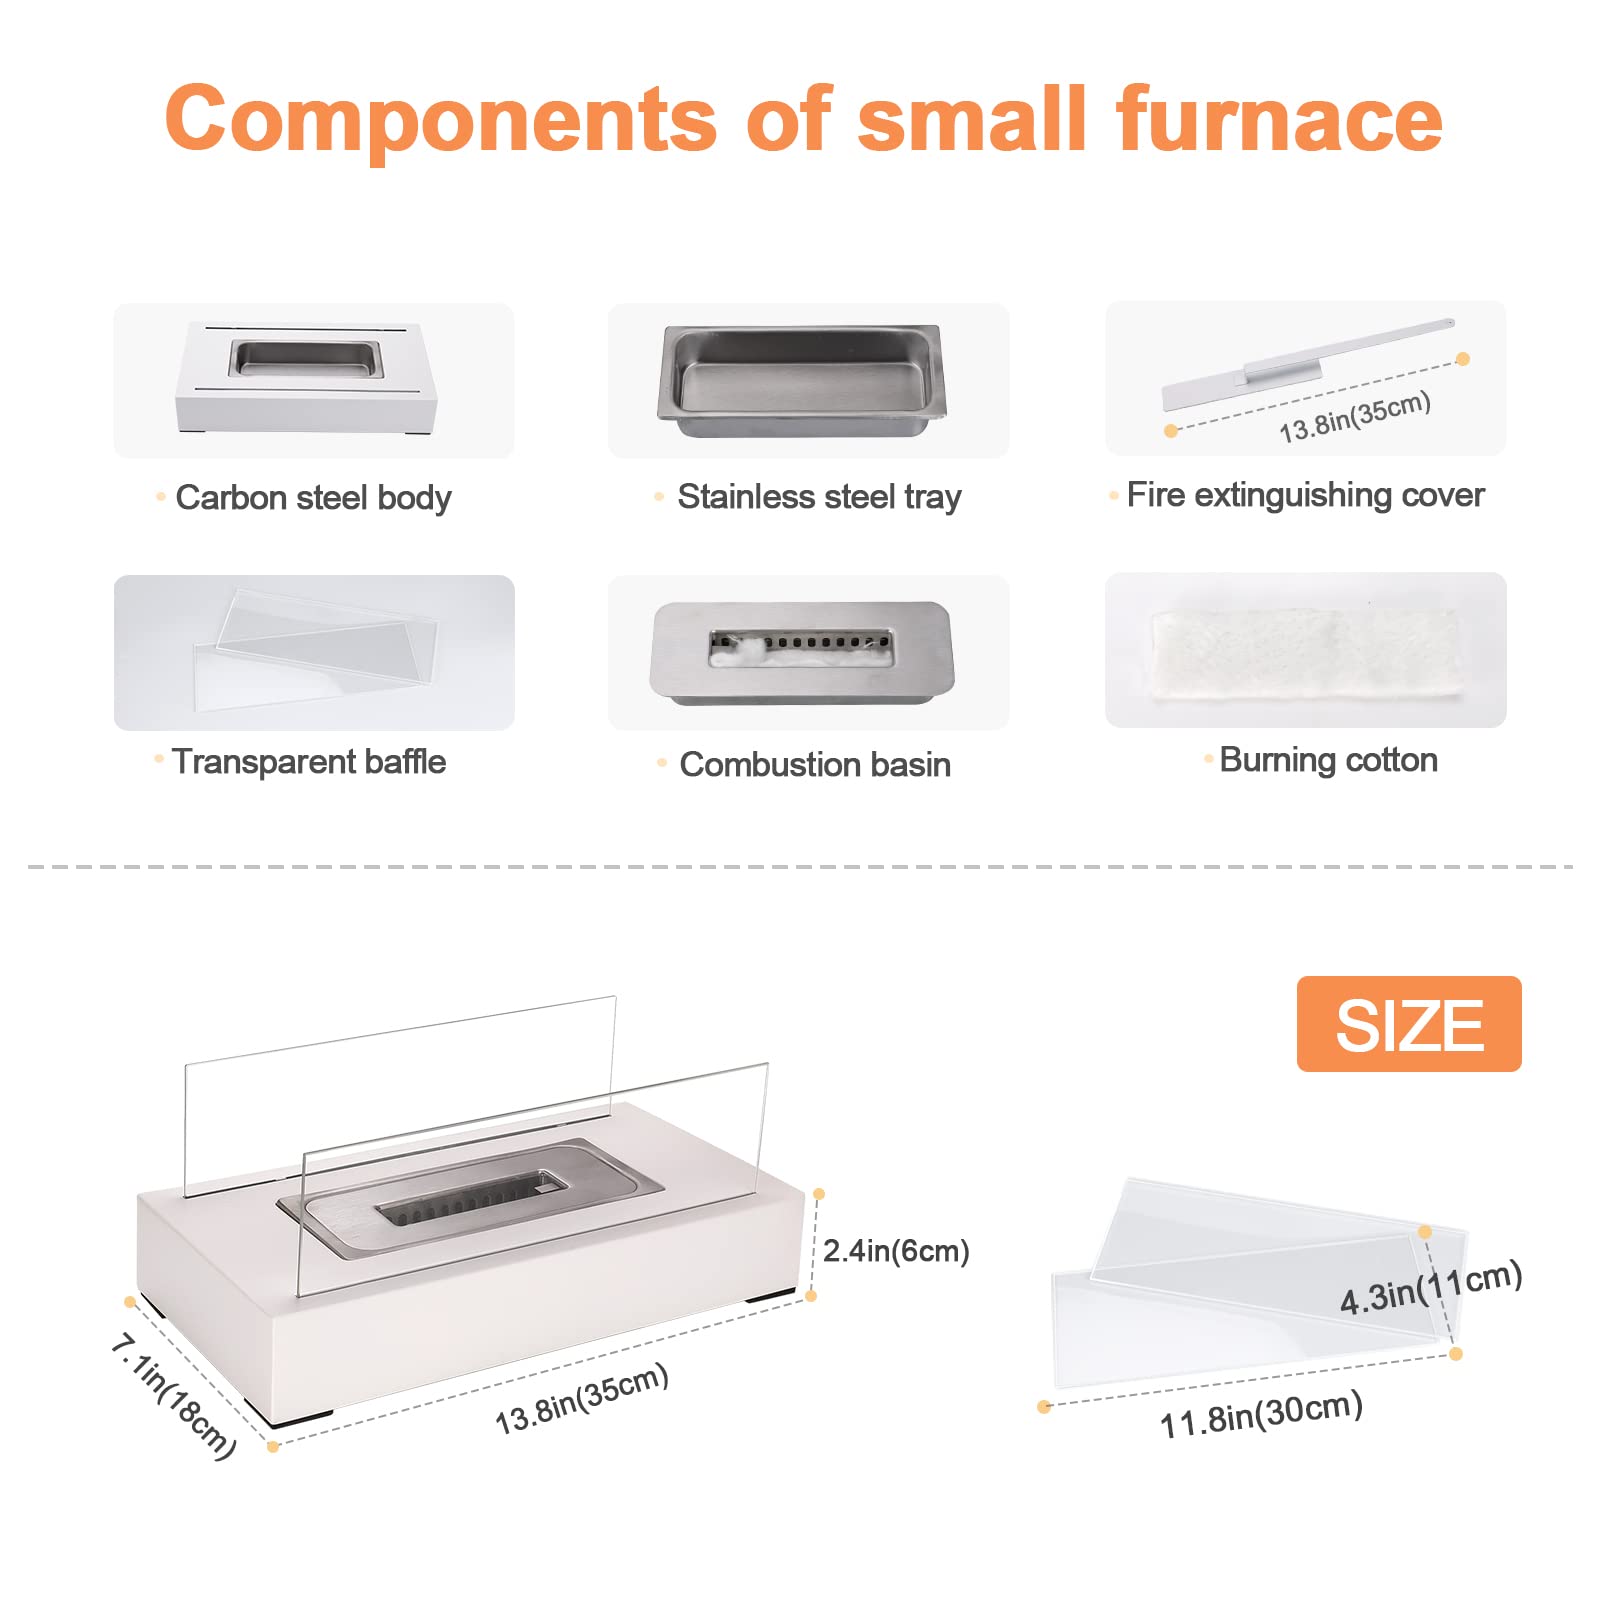 Components of small furnace
13.8in(35cm)
Carbon steel body
Stainless steel tray
Fire extinguishing cover
Transparent baffle
Combustion basin
Burning cotton
SIZE
2.4in(6cm)
7.1in(18cm)
13.8in(35cm)
4.3in(11cm)
11.8in(30cm)